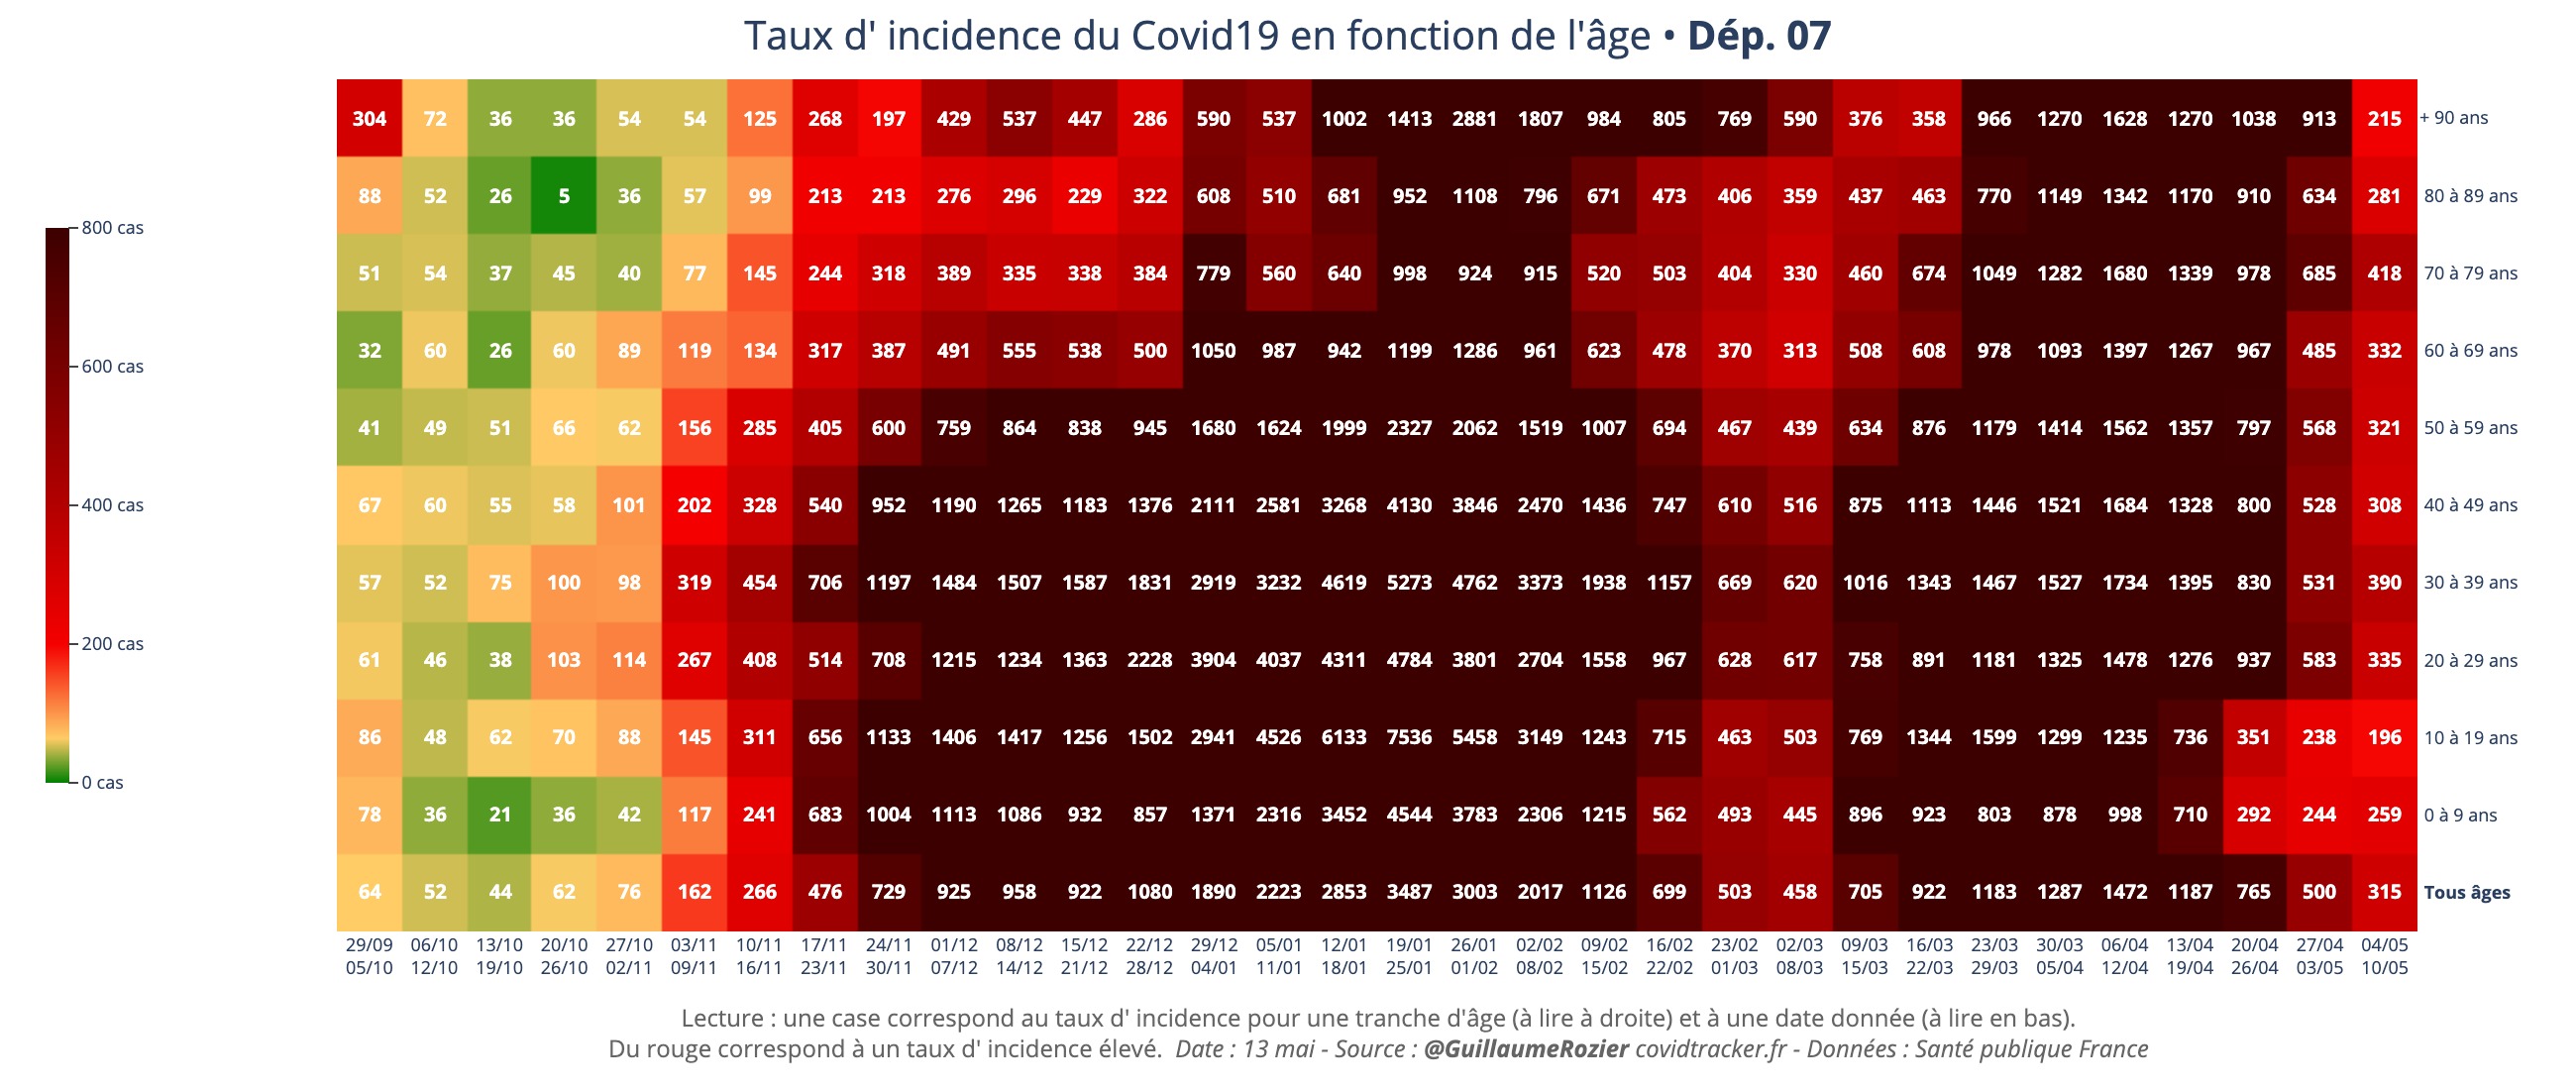 Taux d' incidence du Covid19 en fonction de l'âge • Dép. 07
304 72 36 36 54 54 125 268 197 429 537 447 286 590 537 1002 1413 2881 1807 984 805 769 590 376 358 966 1270 1628 1270 1038 913 215 + 90 ans
88 52 26 5 36 57 99 213 213 276 296 229 322 608 510 681 952 1108 796 671 473 406 359 437 463 770 1149 1342 1170 910 634 281 80 à 89 ans
800 cas
51 54 37 45 40 77 145 244 318 389 335 338 384 779 560 640 998 924 915 520 503 404 330 460 674 1049 1282 1680 1339 978 685 418 70 à 79 ans
32 60 26 60 89 119 134 317 387 491 555 538 500 1050 987 942 1199 1286 961 623 478 370 313 508 608 978 1093 1397 1267 967 485 332 60 à 69 ans
600 cas
41 49 51 66 62 156 285 405 600 759 864 838 945 1680 1624 1999 2327 2062 1519 1007 694 467 439 634 876 1179 1414 1562 1357 797 568 321 50 à 59 ans
400 cas
67 60 55 58 101 202 328 540 952 1190 1265 1183 1376 2111 2581 3268 4130 3846 2470 1436 747 610 516 875 1113 1446 1521 1684 1328 800 528 308 40 à 49 ans
57 52 75 100 98 319 454 706 1197 1484 1507 1587 1831 2919 3232 4619 5273 4762 3373 1938 1157 669 620 1016 1343 1467 1527 1734 1395 830 531 390 30 à 39 ans
200 cas
61 46 38 103 114 267 408 514 708 1215 1234 1363 2228 3904 4037 4311 4784 3801 2704 1558 967 628 617 758 891 1181 1325 1478 1276 937 583 335 20 à 29 ans
86 48 62 70 88 145 311 656 1133 1406 1417 1256 1502 2941 4526 6133 7536 5458 3149 1243 715 463 503 769 1344 1599 1299 1235 736 351 238 196 10 à 19 ans
0 cas
78 36 21 36 42 117 241 683 1004 1113 1086 932 857 1371 2316 3452 4544 3783 2306 1215 562 493 445 896 923 803 878 998 710 292 244 259 0 à 9 ans
64 52 44 62 76 162 266 476 729 925 958 922 1080 1890 2223 2853 3487 3003 2017 1126 699 503 458 705 922 1183 1287 1472 1187 765 500 315 Tous âges
29/09 06/10 13/10 20/10 27/10 03/11 10/11 17/11 24/11 01/12 08/12 15/12 22/12 29/12 05/01 12/01 19/01 26/01 02/02 09/02 16/02 23/02 02/03 09/03 16/03 23/03 30/03 06/04 13/04 20/04 27/04 04/05
05/10 12/10 19/10 26/10 02/11 09/11 16/11 23/11 30/11 07/12 14/12 21/12 28/12 04/01 11/01 18/01 25/01 01/02 08/02 15/02 22/02 01/03 08/03 15/03 22/03 29/03 05/04 12/04 19/04 26/04 03/05 10/05
Lecture : une case correspond au taux d' incidence pour une tranche d'âge (à lire à droite) et à une date donnée (à lire en bas).
Du rouge correspond à un taux d' incidence élevé. Date : 13 mai - Source : @GuillaumeRozier covidtracker.fr - Données : Santé publique France